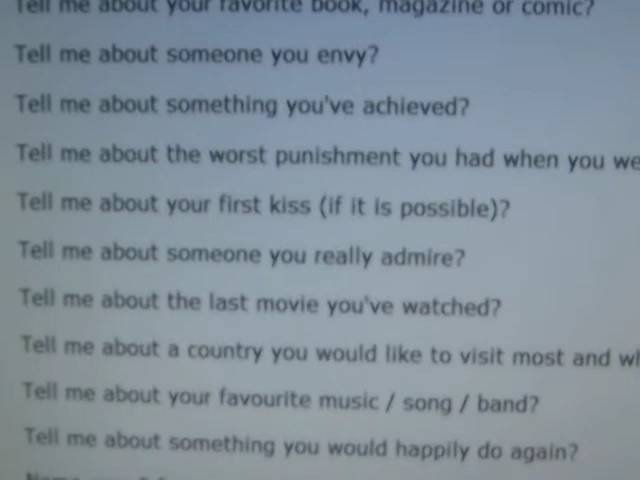 Tell me about your favorite book, magazine or comic?
Tell me about someone you envy?
Tell me about something you've achieved?
Tell me about the worst punishment you had when you we
Tell me about your first kiss (if it is possible)?
Tell me about someone you really admire?
Tell me about the last movie you've watched?
Tell me about a country you would like to visit most and wh
Tell me about your favourite music / song / band?
Tell me about something you would happily do again?